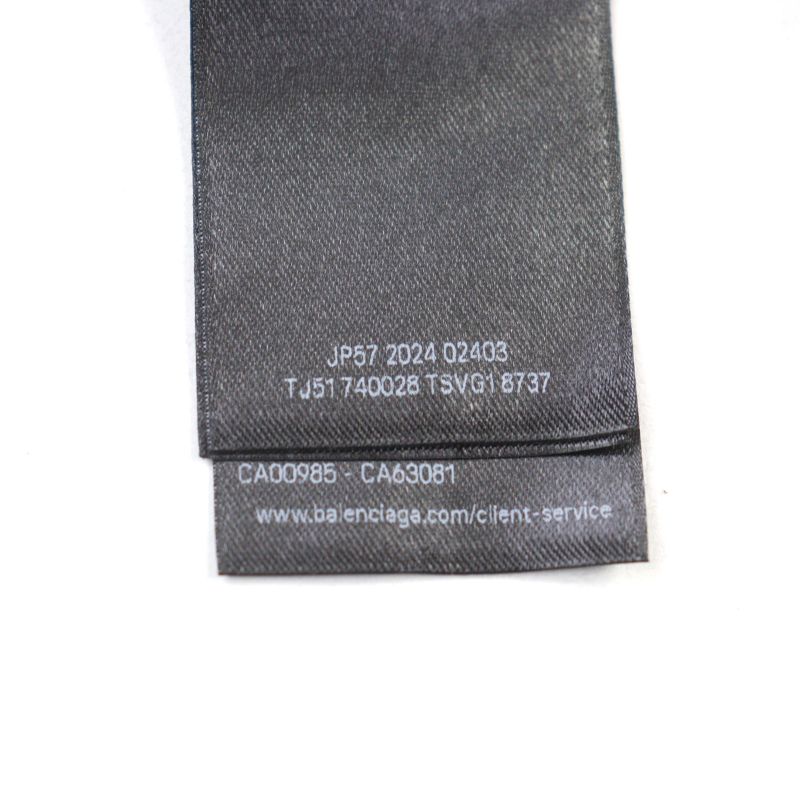 JP57 2024 02403
TJ51 740028 TSVG1 8737
CA00985 - CA63081
www.balenciaga.com/client-service